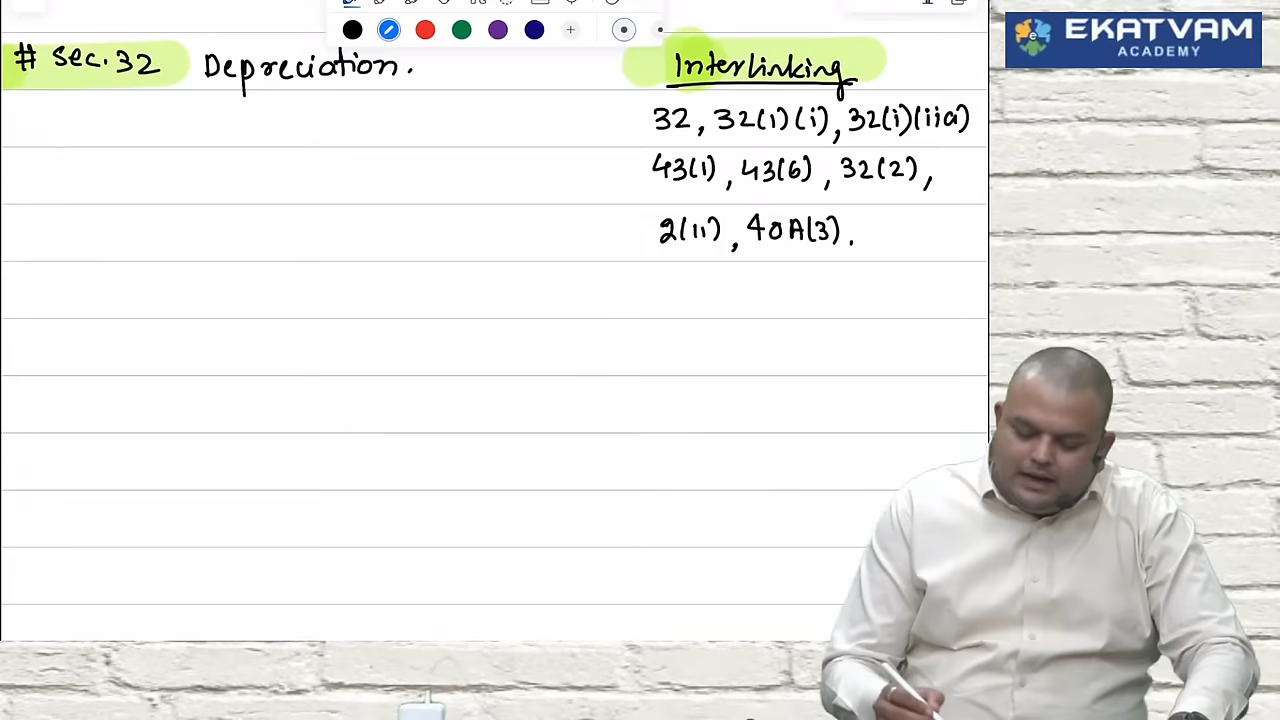 # Sec.32 Depreciation.
Interlinking
32, 32(1)(i), 32(i)(iia)
43(1), 43(6), 32(2),
2(11), 40A(3).
EKATVAM
ACADEMY